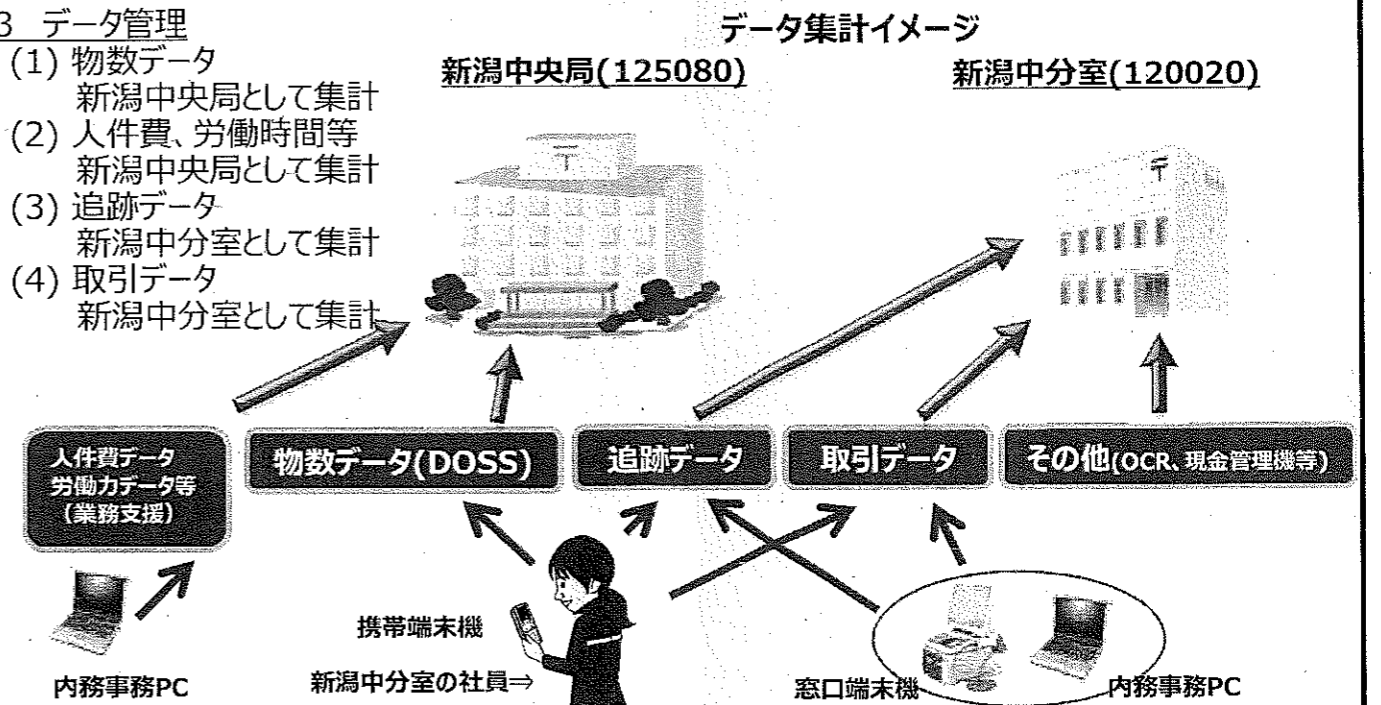 3 データ管理
(1) 物数データ
新潟中央局として集計
(2) 人件費、労働時間等
新潟中央局として集計
(3) 追跡データ
新潟中分室として集計
(4) 取引データ
新潟中分室として集計
データ集計イメージ
新潟中央局(125080)
新潟中分室(120020)
〒
〒
人件費データ
労働力データ等
(業務支援)
物数データ(DOSS)
追跡データ
取引データ
その他(OCR、現金管理機等)
内務事務PC
携帯端末機
新潟中分室の社員⇒
窓口端末機
内務事務PC